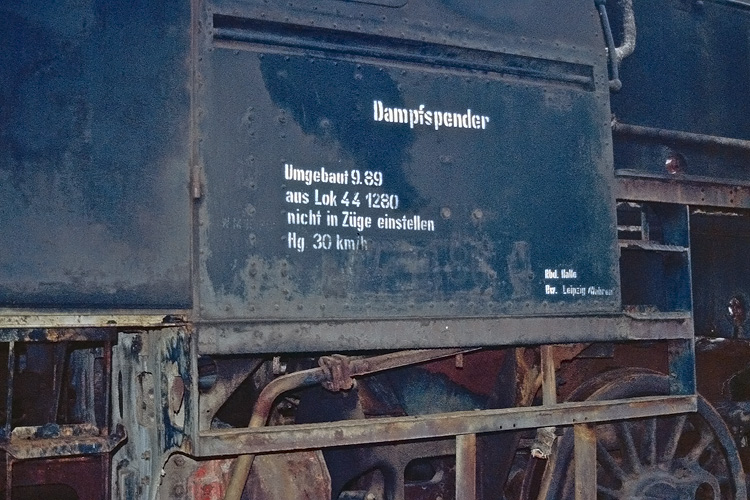 Dampfspender
Umgebaut 9.89
aus Lok 44 1280
nicht in Züge einstellen
Hg 30 km/h
Rbd. Halle
Bw. Leipzig